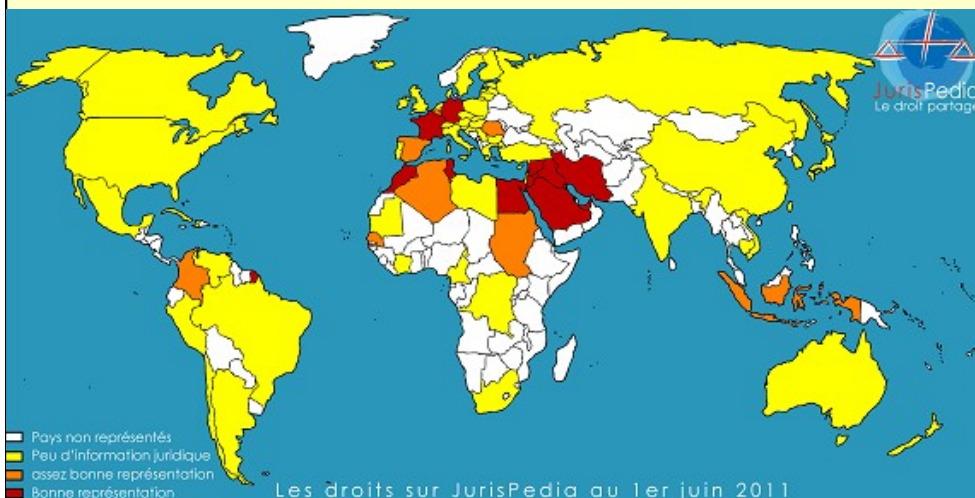 JurisPedia
Le droit partagé
Pays non représentés
Peu d'information juridique
assez bonne représentation
Bonne représentation
Les droits sur JurisPedia au 1er juin 2011